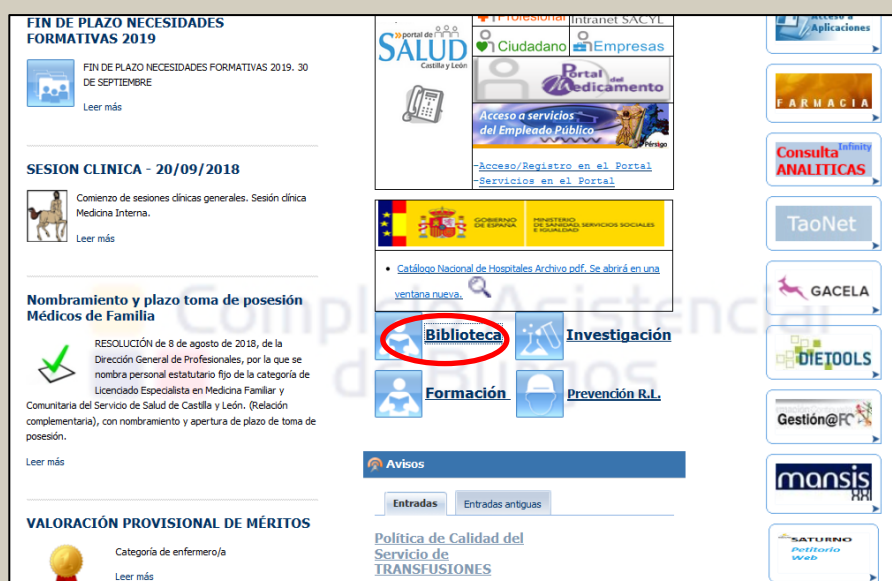 FIN DE PLAZO NECESIDADES
FORMATIVAS 2019
FIN DE PLAZO NECESIDADES FORMATIVAS 2019. 30
DE SEPTIEMBRE
Leer más
SESION CLINICA - 20/09/2018
Comienzo de sesiones clínicas generales. Sesión clínica
Medicina Interna.
Leer más
Nombramiento y plazo toma de posesión
Médicos de Familia
RESOLUCIÓN de 8 de agosto de 2018, de la
Dirección General de Profesionales, por la que se
nombra personal estatutario fijo de la categoría de
Licenciado Especialista en Medicina Familiar y
Comunitaria del Servicio de Salud de Castilla y León. (Relación
complementaria), con nombramiento y apertura de plazo de toma de
posesión.
Leer más
VALORACIÓN PROVISIONAL DE MÉRITOS
Categoría de enfermero/a
Leer más
portal de
SALUD
Castilla y León
Profesional
Intranet SACYL
Ciudadano
Empresas
Portal del
Medicamento
Acceso a servicios
del Empleado Público
Pérsigo
-Acceso/Registro en el Portal
-Servicios en el Portal
GOBIERNO
DE ESPAÑA
MINISTERIO
DE SANIDAD, SERVICIOS SOCIALES
E IGUALDAD
Catálogo Nacional de Hospitales Archivo pdf. Se abrirá en una
ventana nueva.
Complejo Asistencial
de Burgos
Biblioteca
Investigación
Formación
Prevención R.L.
Avisos
Entradas
Entradas antiguas
Política de Calidad del
Servicio de
TRANSFUSIONES
Acceso a
Aplicaciones
FARMACIA
Consulta Infinity
ANALITICAS
TaoNet
GACELA
DIETOOLS
Gestión@FC
mansis
XXI
SATURNO
Petitorio
Web